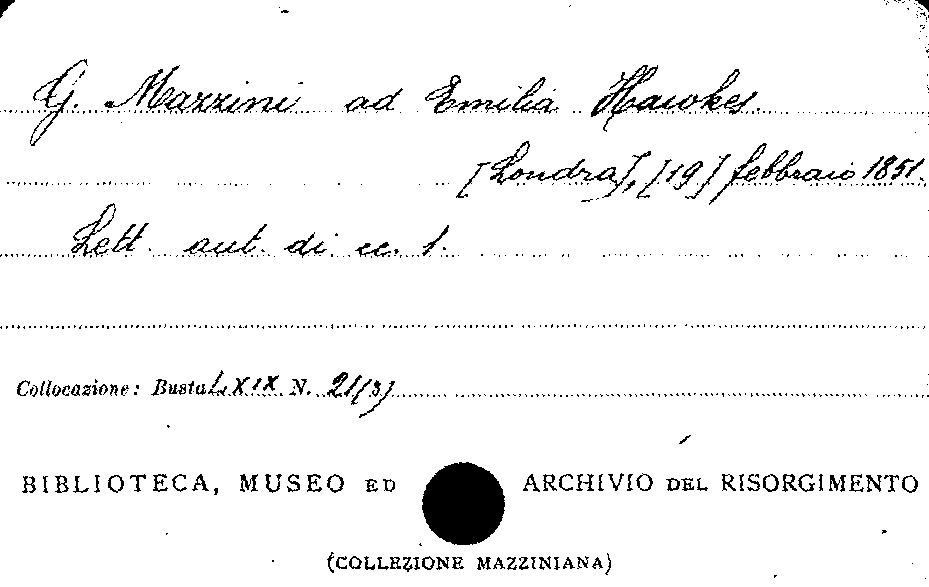 G. Mazzini ad Emilia Hawkes.
[Londra], [19] febbraio 1851.
Lett. aut. di cc. 1.
Collocazione: Busta LXIX N. 21(3)
BIBLIOTECA, MUSEO ED ARCHIVIO DEL RISORGIMENTO
(COLLEZIONE MAZZINIANA)